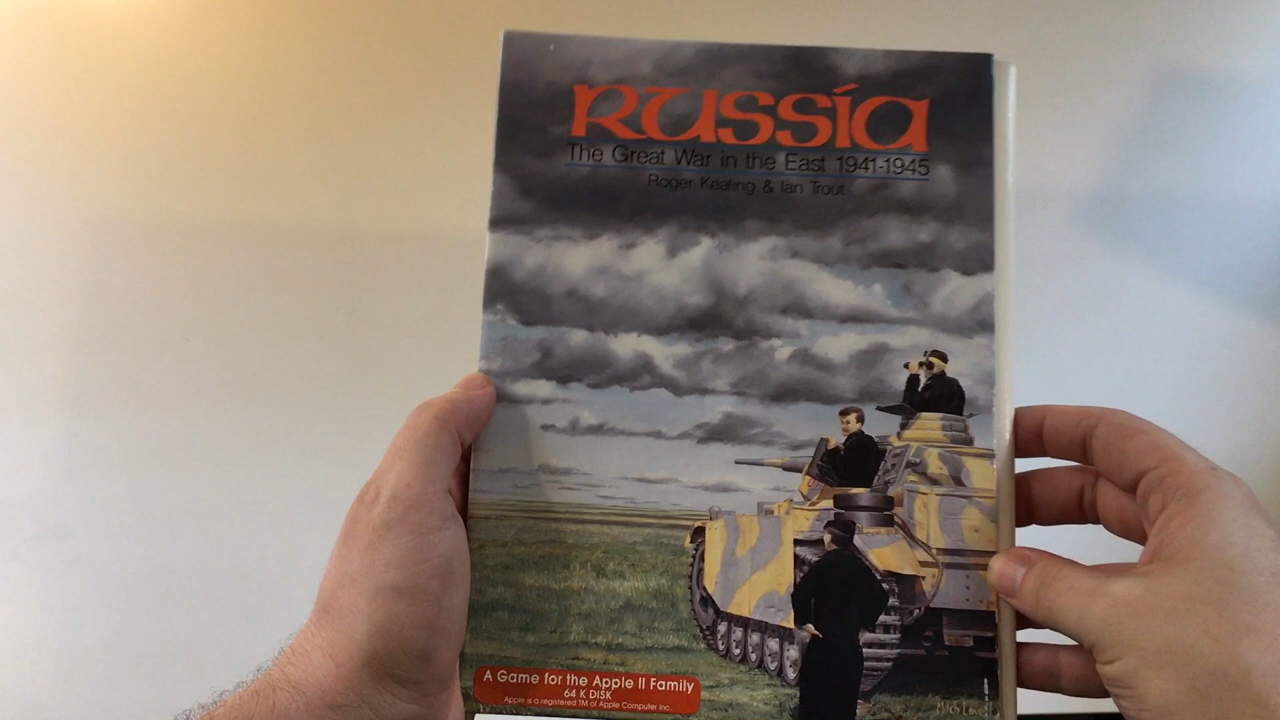 Russía
The Great War in the East 1941-1945
Roger Keating & Ian Trout
A Game for the Apple II Family
64 K DISK
Apple is a registered TM of Apple Computer Inc.